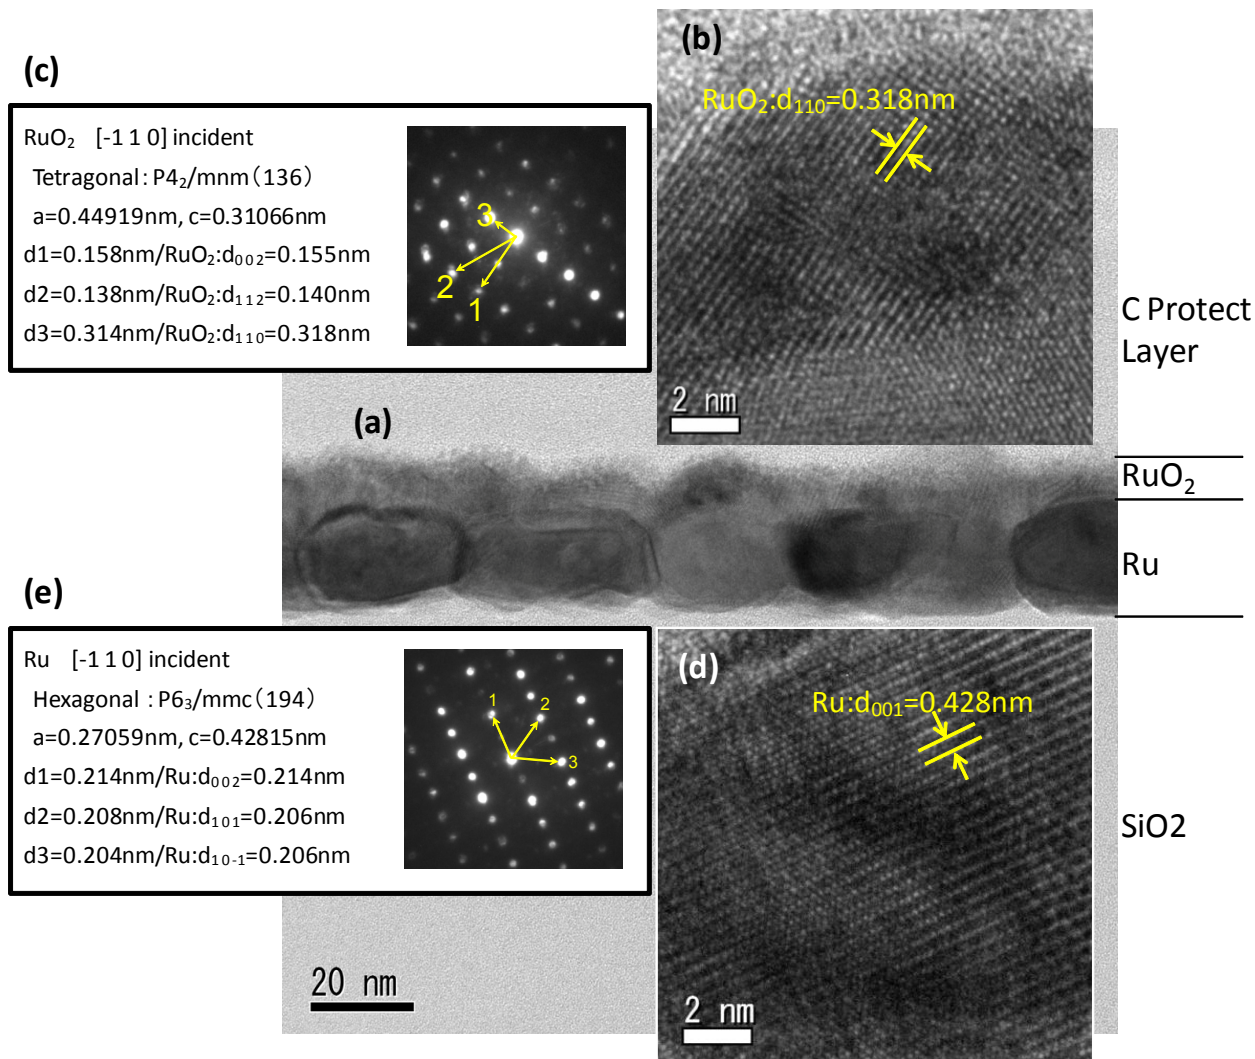 (c)
RuO₂ [-1 1 0] incident
Tetragonal : P4₂/mnm（136）
a=0.44919nm, c=0.31066nm
d1=0.158nm/RuO₂:d₀₀₂=0.155nm
d2=0.138nm/RuO₂:d₁₁₂=0.140nm
d3=0.314nm/RuO₂:d₁₁₀=0.318nm
3
2
1
(b)
RuO₂:d₁₁₀=0.318nm
2 nm
C Protect
Layer
(a)
RuO₂
Ru
SiO2
20 nm
(e)
Ru [-1 1 0] incident
Hexagonal : P6₃/mmc（194）
a=0.27059nm, c=0.42815nm
d1=0.214nm/Ru:d₀₀₂=0.214nm
d2=0.208nm/Ru:d₁₀₁=0.206nm
d3=0.204nm/Ru:d₁₀₋₁=0.206nm
1
2
3
(d)
Ru:d₀₀₁=0.428nm
2 nm